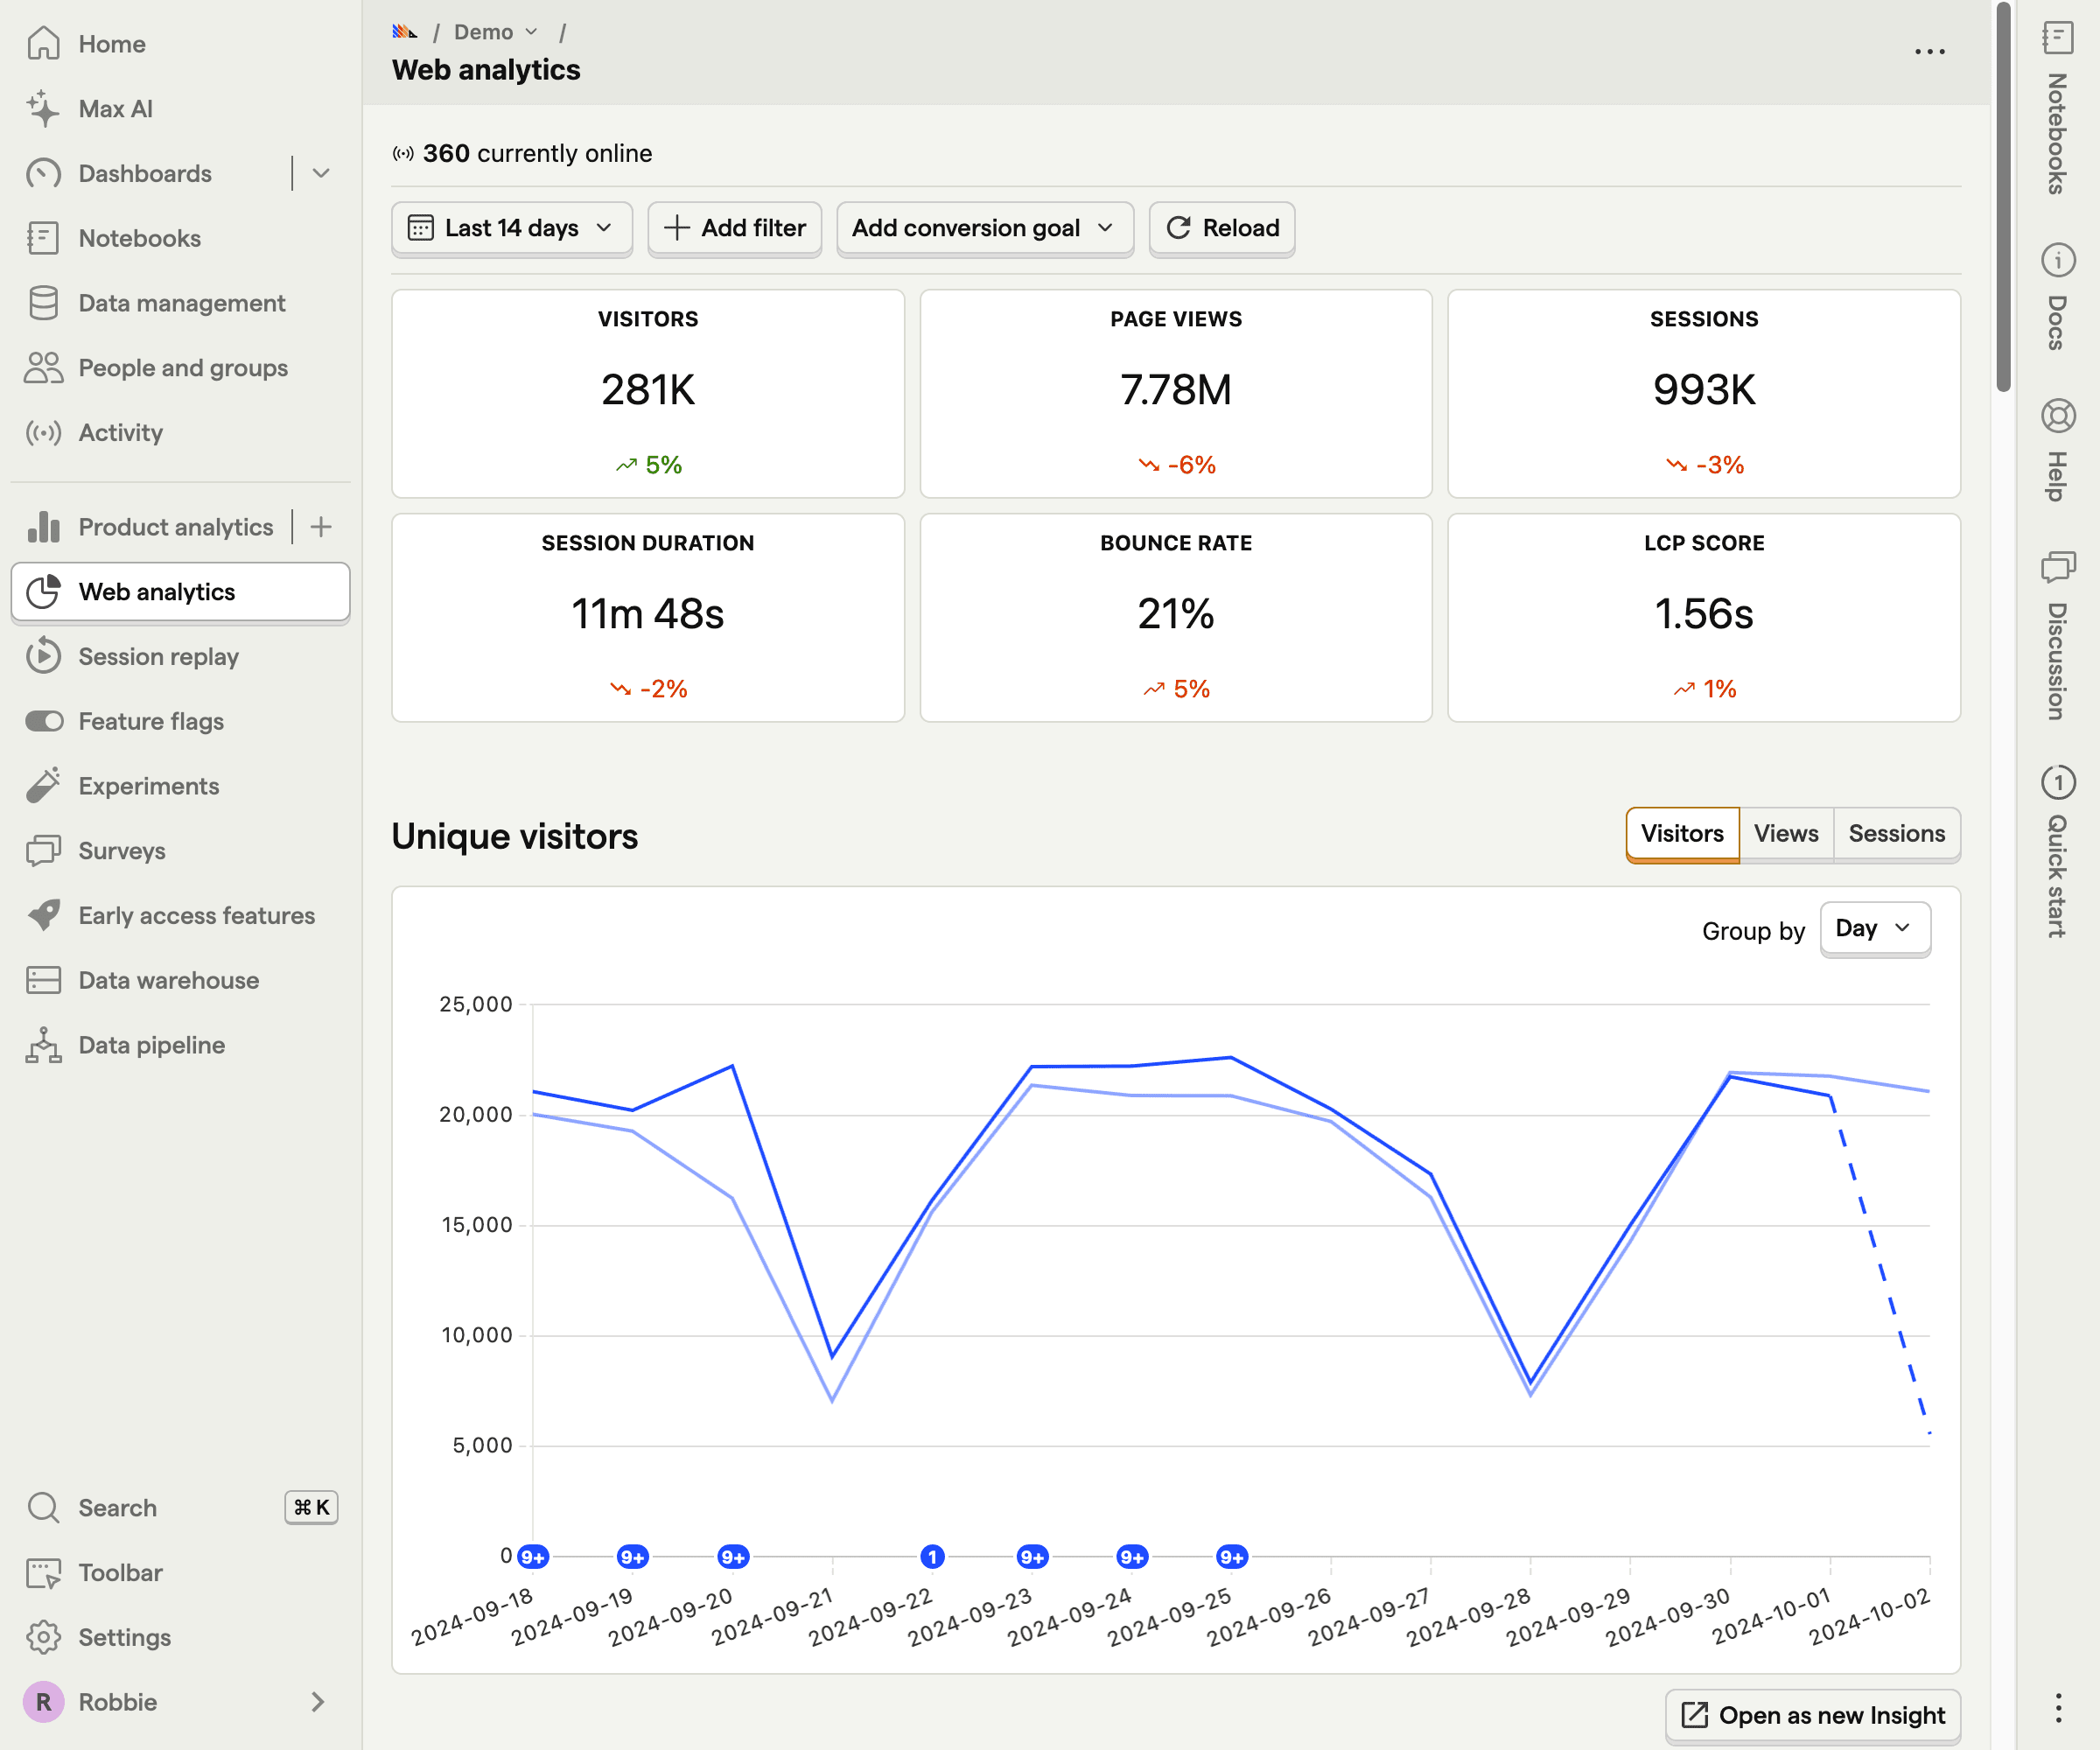 Home
Max AI
Dashboards
Notebooks
Data management
People and groups
Activity
Product analytics
Web analytics
Session replay
Feature flags
Experiments
Surveys
Early access features
Data warehouse
Data pipeline
Search ⌘ K
Toolbar
Settings
R Robbie
/ Demo /
Web analytics
360 currently online
Last 14 days Add filter Add conversion goal Reload
VISITORS
281K
5%
PAGE VIEWS
7.78M
-6%
SESSIONS
993K
-3%
SESSION DURATION
11m 48s
-2%
BOUNCE RATE
21%
5%
LCP SCORE
1.56s
1%
Unique visitors
Visitors Views Sessions
Group by Day
25,000
20,000
15,000
10,000
5,000
0
9+ 9+ 9+ 1 9+ 9+ 9+
2024-09-18
2024-09-19
2024-09-20
2024-09-21
2024-09-22
2024-09-23
2024-09-24
2024-09-25
2024-09-26
2024-09-27
2024-09-28
2024-09-29
2024-09-30
2024-10-01
2024-10-02
Open as new Insight
Notebooks
Docs
Help
Discussion
1
Quick start